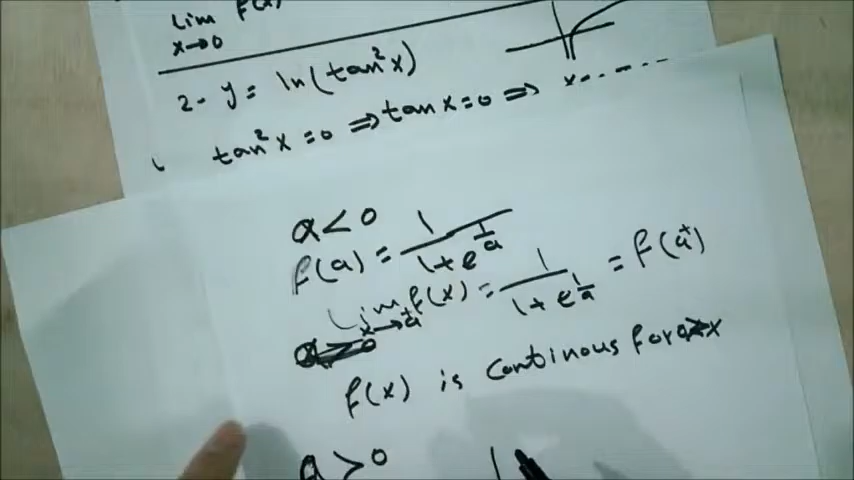 lim f(x)
x→0
2- y = ln(tan²x)
tan²x = 0 ⇒ tanx = 0 ⇒ x......
a < 0
f(a) = 1/(1+e^(1/a))
lim f(x) = 1/(1+e^(1/a)) = f(a⁺)
x→a⁺
f(x) is continous for x
a > 0